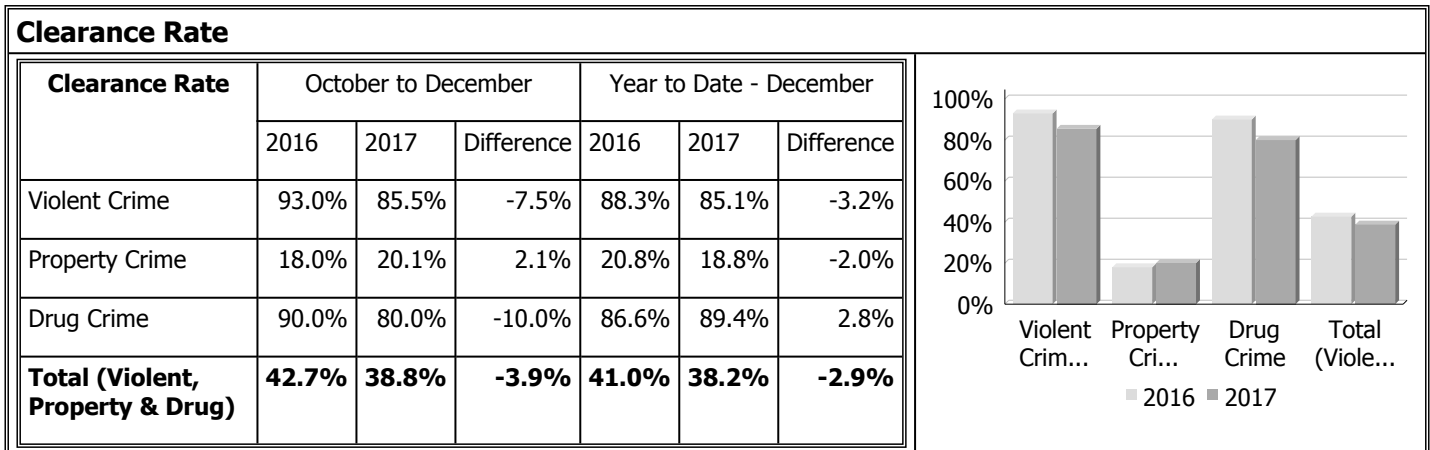 Clearance Rate
Clearance Rate October to December Year to Date - December
2016 2017 Difference 2016 2017 Difference
Violent Crime 93.0% 85.5% -7.5% 88.3% 85.1% -3.2%
Property Crime 18.0% 20.1% 2.1% 20.8% 18.8% -2.0%
Drug Crime 90.0% 80.0% -10.0% 86.6% 89.4% 2.8%
Total (Violent, 42.7% 38.8% -3.9% 41.0% 38.2% -2.9%
Property & Drug)
100%
80%
60%
40%
20%
0%
Violent Property Drug Total
Crim... Cri... Crime (Viole...
2016 2017